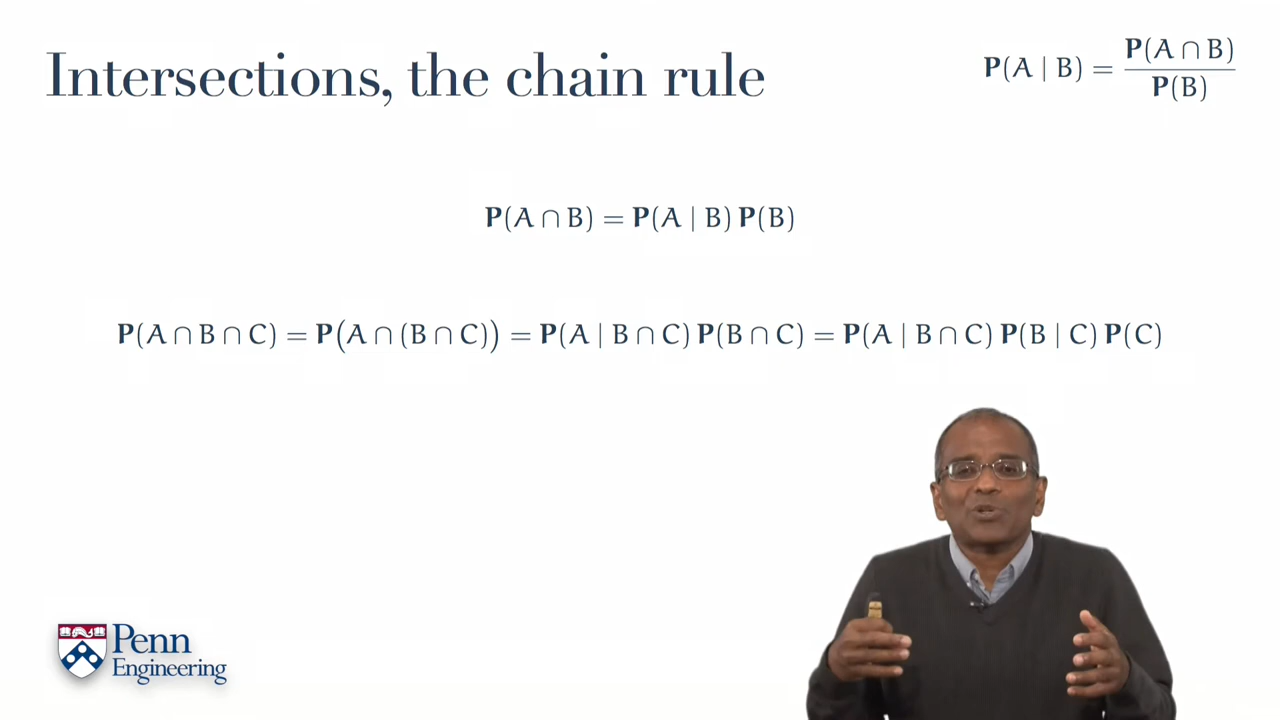 Intersections, the chain rule
P(A | B) = P(A ∩ B) / P(B)
P(A ∩ B) = P(A | B) P(B)
P(A ∩ B ∩ C) = P(A ∩ (B ∩ C)) = P(A | B ∩ C) P(B ∩ C) = P(A | B ∩ C) P(B | C) P(C)
Penn
Engineering